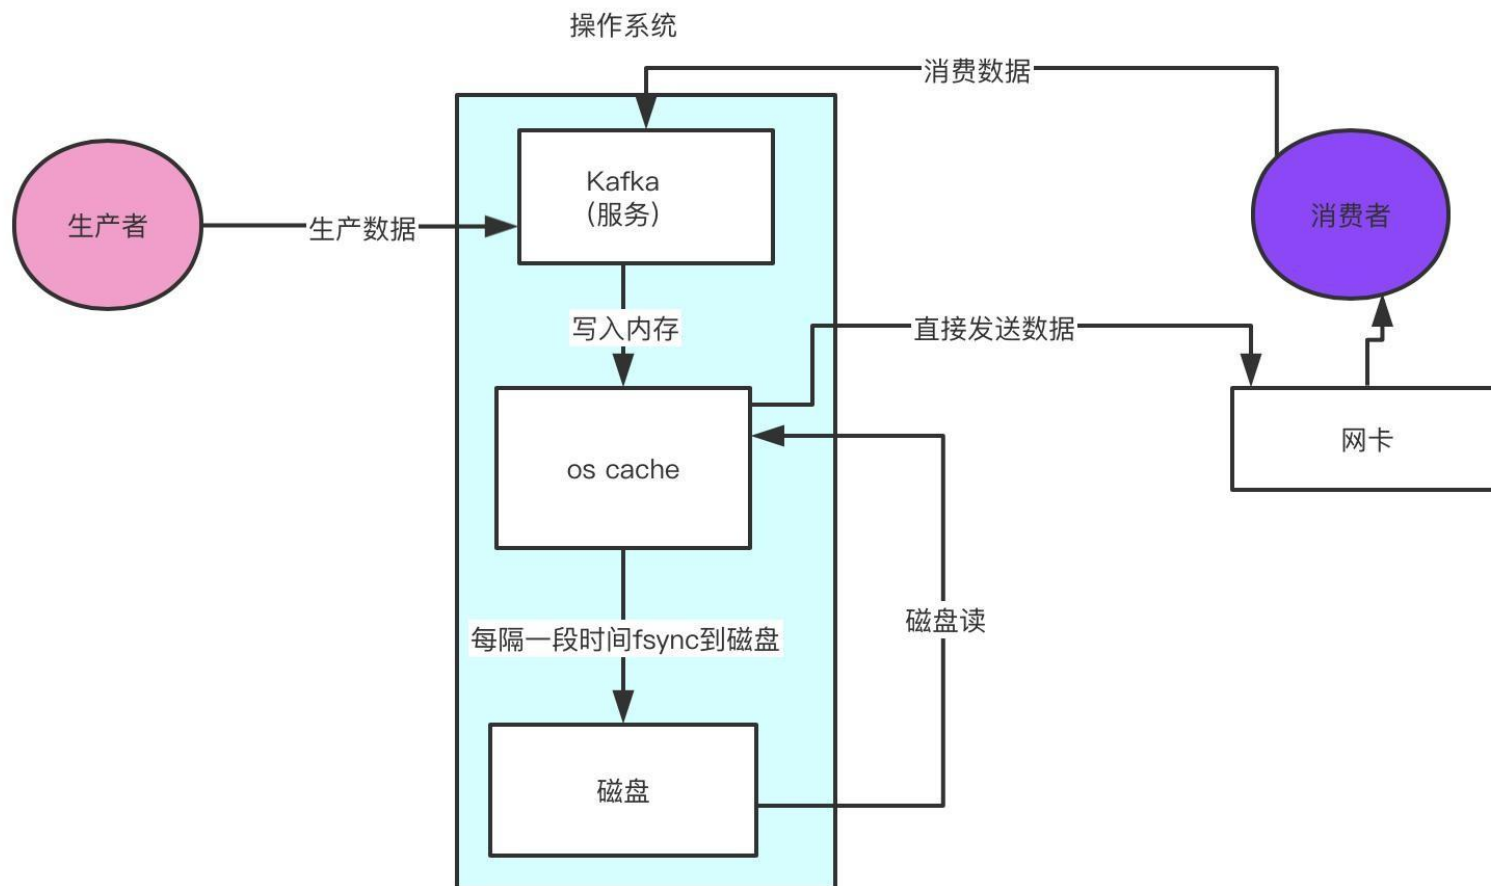 操作系统
消费数据
Kafka
(服务)
生产者
生产数据
消费者
写入内存
直接发送数据
网卡
os cache
磁盘读
每隔一段时间fsync到磁盘
磁盘